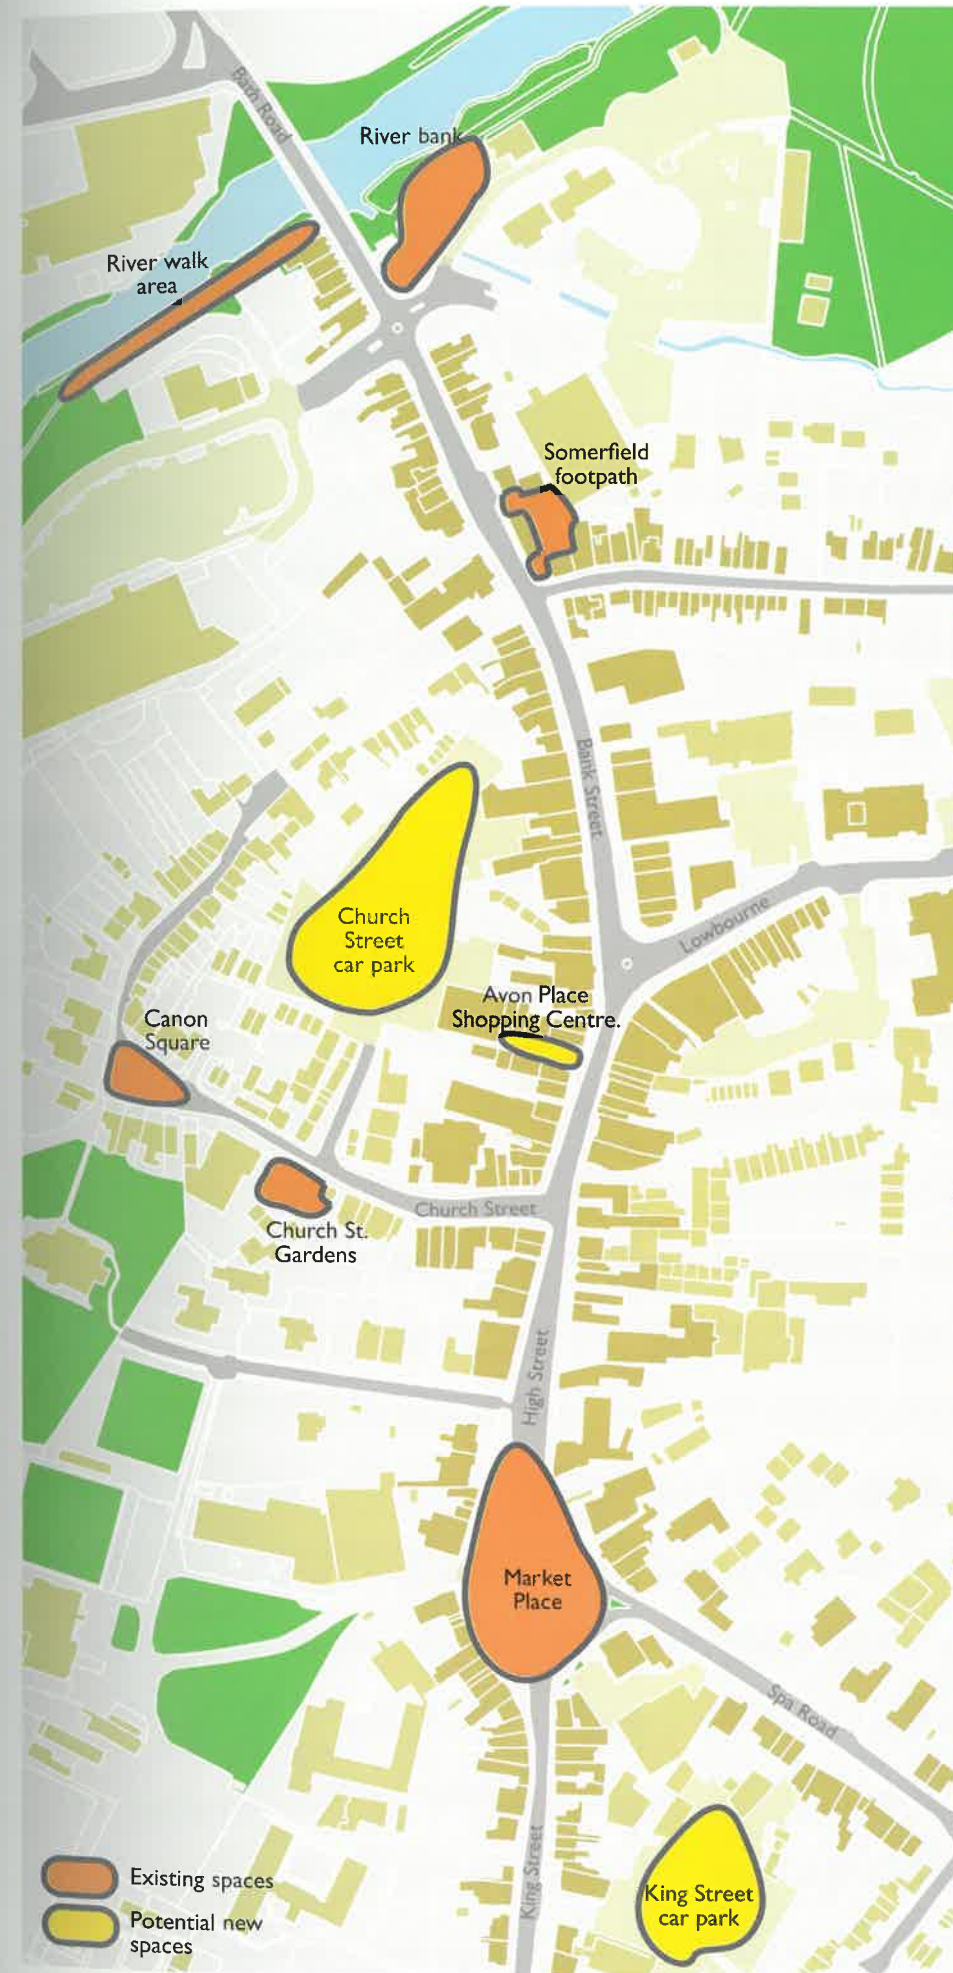 Bath Road
River bank
River walk
area
Somerfield
footpath
Bank Street
Church
Street
car park
Lowbourne
Avon Place
Shopping Centre.
Canon
Square
Church Street
Church St.
Gardens
High Street
Market
Place
Spa Road
King Street
King Street
car park
Existing spaces
Potential new
spaces